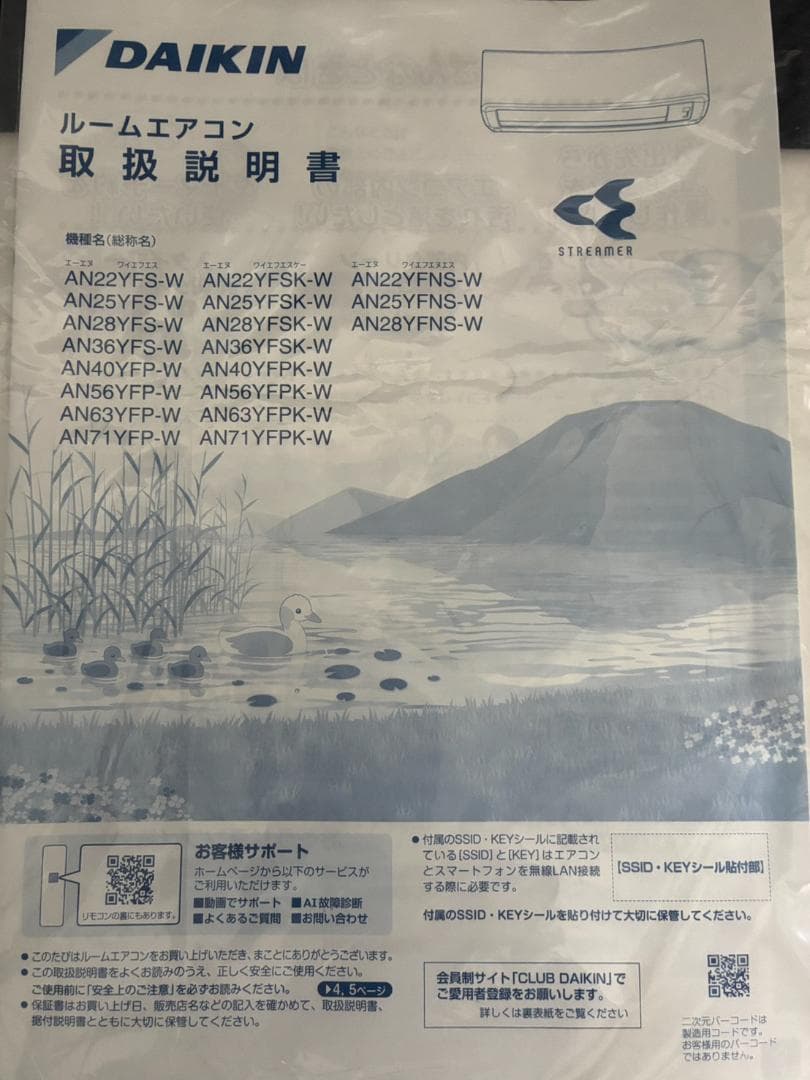 DAIKIN
ルームエアコン
取扱説明書
STREAMER
機種名(総称名)
エーエヌ ワイエフエス エーエヌ ワイエフエスケー エーエヌ ワイエフエヌエス
AN22YFS-W AN22YFSK-W AN22YFNS-W
AN25YFS-W AN25YFSK-W AN25YFNS-W
AN28YFS-W AN28YFSK-W AN28YFNS-W
AN36YFS-W AN36YFSK-W
AN40YFP-W AN40YFPK-W
AN56YFP-W AN56YFPK-W
AN63YFP-W AN63YFPK-W
AN71YFP-W AN71YFPK-W
リモコンの裏にもあります。
お客様サポート
ホームページから以下のサービスが
ご利用いただけます。
■動画でサポート ■AI故障診断
■よくあるご質問 ■お問い合わせ
●付属のSSID・KEYシールに記載され
ている[SSID]と[KEY]はエアコン
とスマートフォンを無線LAN接続
する際に必要です。
【SSID・KEYシール貼付部】
付属のSSID・KEYシールを貼り付けて大切に保管してください。
●このたびはルームエアコンをお買い上げいただき、まことにありがとうございます。
●この取扱説明書をよくお読みのうえ、正しく安全にご使用ください。
ご使用前に「安全上のご注意」を必ずお読みください。 ▶4, 5ページ
●保証書はお買い上げ日、販売店名などの記入を確かめて、取扱説明書、
据付説明書とともに大切に保管してください。
会員制サイト「CLUB DAIKIN」で
ご愛用者登録をお願いします。
詳しくは裏表紙をご覧ください
二次元バーコードは
製造用コードです。
お客様用のバーコード
ではありません。